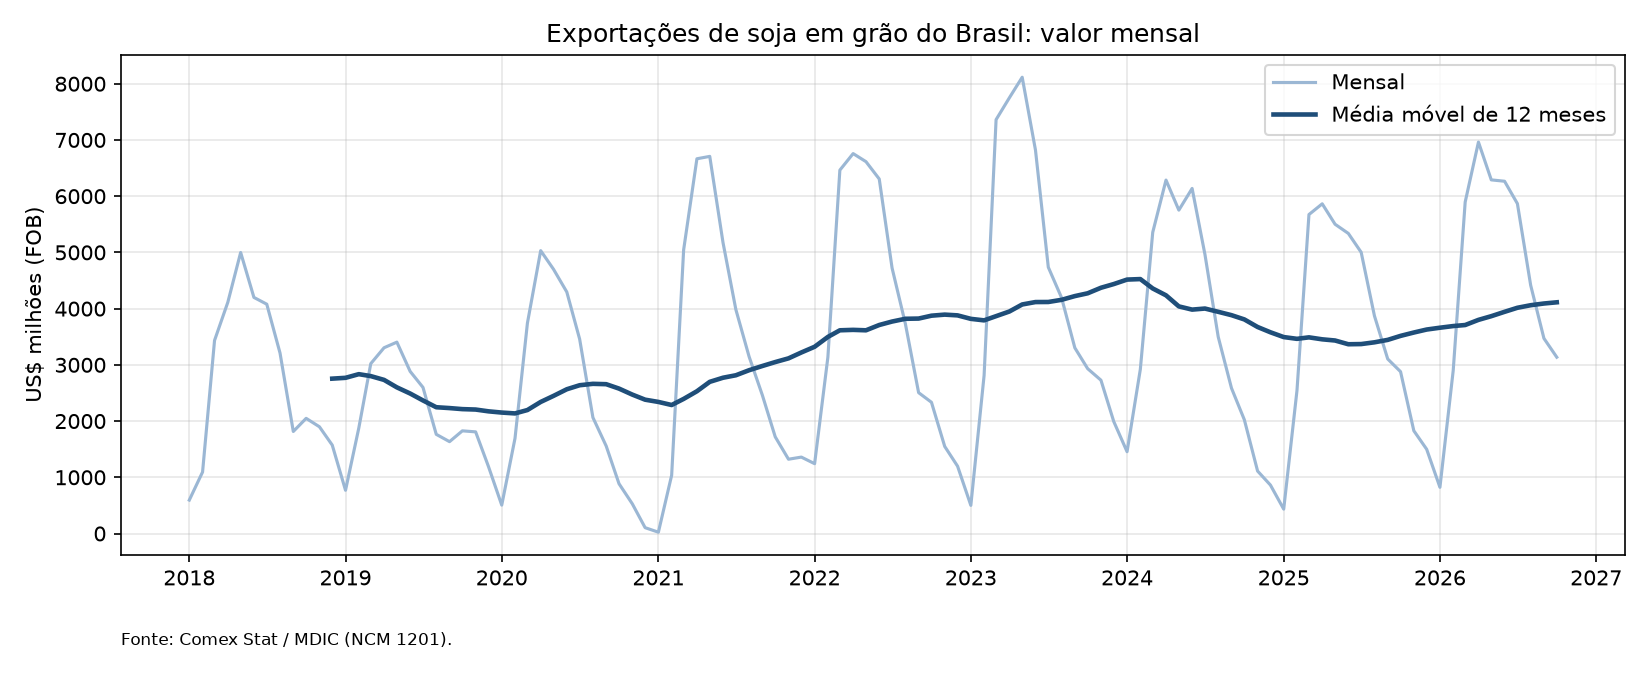 Exportações de soja em grão do Brasil: valor mensal
Mensal
Média móvel de 12 meses
US$ milhões (FOB)
8000
7000
6000
5000
4000
3000
2000
1000
0
2018 2019 2020 2021 2022 2023 2024 2025 2026 2027
Fonte: Comex Stat / MDIC (NCM 1201).